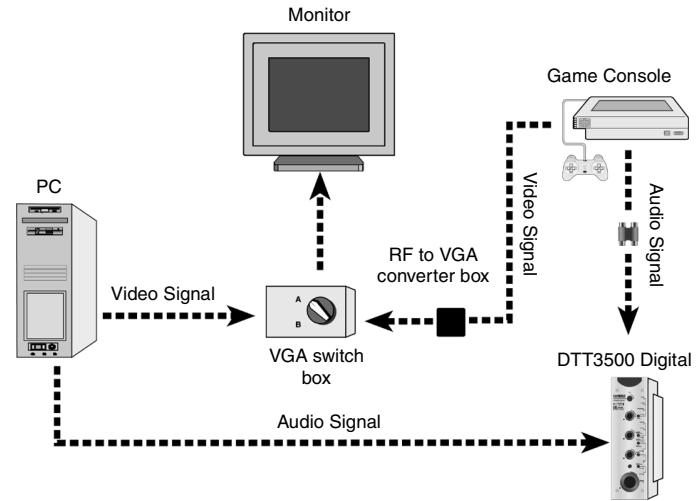 Monitor
Game Console
PC
Video Signal
Audio Signal
RF to VGA
converter box
Video Signal
A
B
VGA switch
box
DTT3500 Digital
Audio Signal